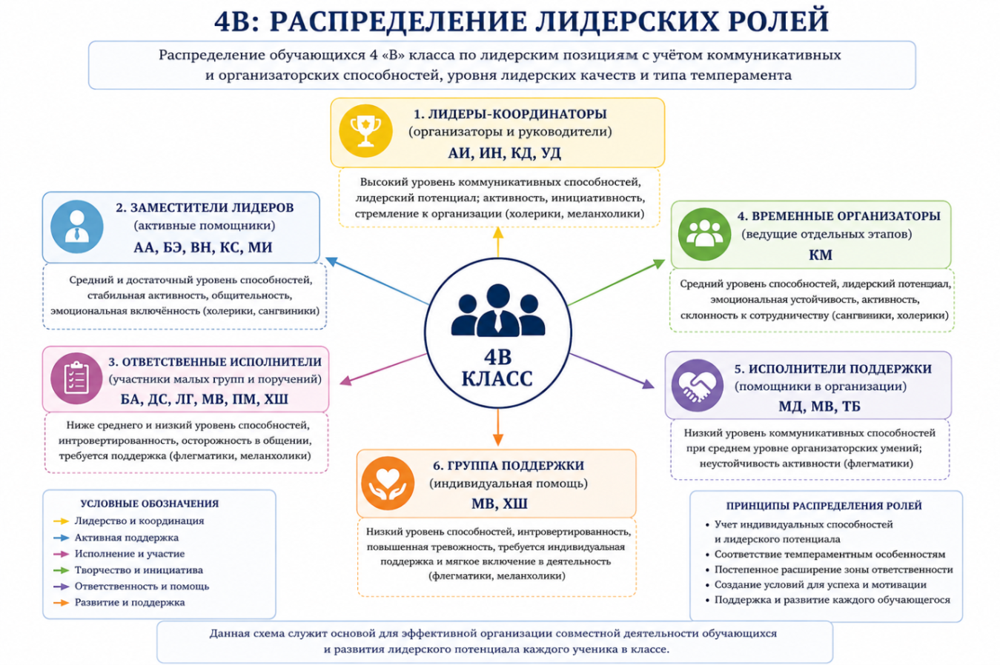 4В: РАСПРЕДЕЛЕНИЕ ЛИДЕРСКИХ РОЛЕЙ
Распределение обучающихся 4 «В» класса по лидерским позициям с учётом коммуникативных
и организаторских способностей, уровня лидерских качеств и типа темперамента
1. ЛИДЕРЫ-КООРДИНАТОРЫ
(организаторы и руководители)
АИ, ИН, КД, УД
Высокий уровень коммуникативных способностей,
лидерский потенциал; активность, инициативность,
стремление к организации (холерики, меланхолики)
2. ЗАМЕСТИТЕЛИ ЛИДЕРОВ
(активные помощники)
АА, БЭ, ВН, КС, МИ
Средний и достаточный уровень способностей,
стабильная активность, общительность,
эмоциональная включённость (холерики, сангвиники)
4. ВРЕМЕННЫЕ ОРГАНИЗАТОРЫ
(ведущие отдельных этапов)
КМ
Средний уровень способностей, лидерский потенциал,
эмоциональная устойчивость, активность,
склонность к сотрудничеству (сангвиники, холерики)
4В
КЛАСС
3. ОТВЕТСТВЕННЫЕ ИСПОЛНИТЕЛИ
(участники малых групп и поручений)
БА, ДС, ЛГ, МВ, ПМ, ХШ
Ниже среднего и низкий уровень способностей,
интровертированность, осторожность в общении,
требуется поддержка (флегматики, меланхолики)
5. ИСПОЛНИТЕЛИ ПОДДЕРЖКИ
(помощники в организации)
МД, МВ, ТБ
Низкий уровень коммуникативных способностей
при среднем уровне организаторских умений;
неустойчивость активности (флегматики)
6. ГРУППА ПОДДЕРЖКИ
(индивидуальная помощь)
МВ, ХШ
Низкий уровень способностей, интровертированность,
повышенная тревожность, требуется индивидуальная
поддержка и мягкое включение в деятельность
(флегматики, меланхолики)
УСЛОВНЫЕ ОБОЗНАЧЕНИЯ
Лидерство и координация
Активная поддержка
Исполнение и участие
Творчество и инициатива
Ответственность и помощь
Развитие и поддержка
ПРИНЦИПЫ РАСПРЕДЕЛЕНИЯ РОЛЕЙ
• Учет индивидуальных способностей
и лидерского потенциала
• Соответствие темпераментным особенностям
• Постепенное расширение зоны ответственности
• Создание условий для успеха и мотивации
• Поддержка и развитие каждого обучающегося
Данная схема служит основой для эффективной организации совместной деятельности обучающихся
и развития лидерского потенциала каждого ученика в классе.